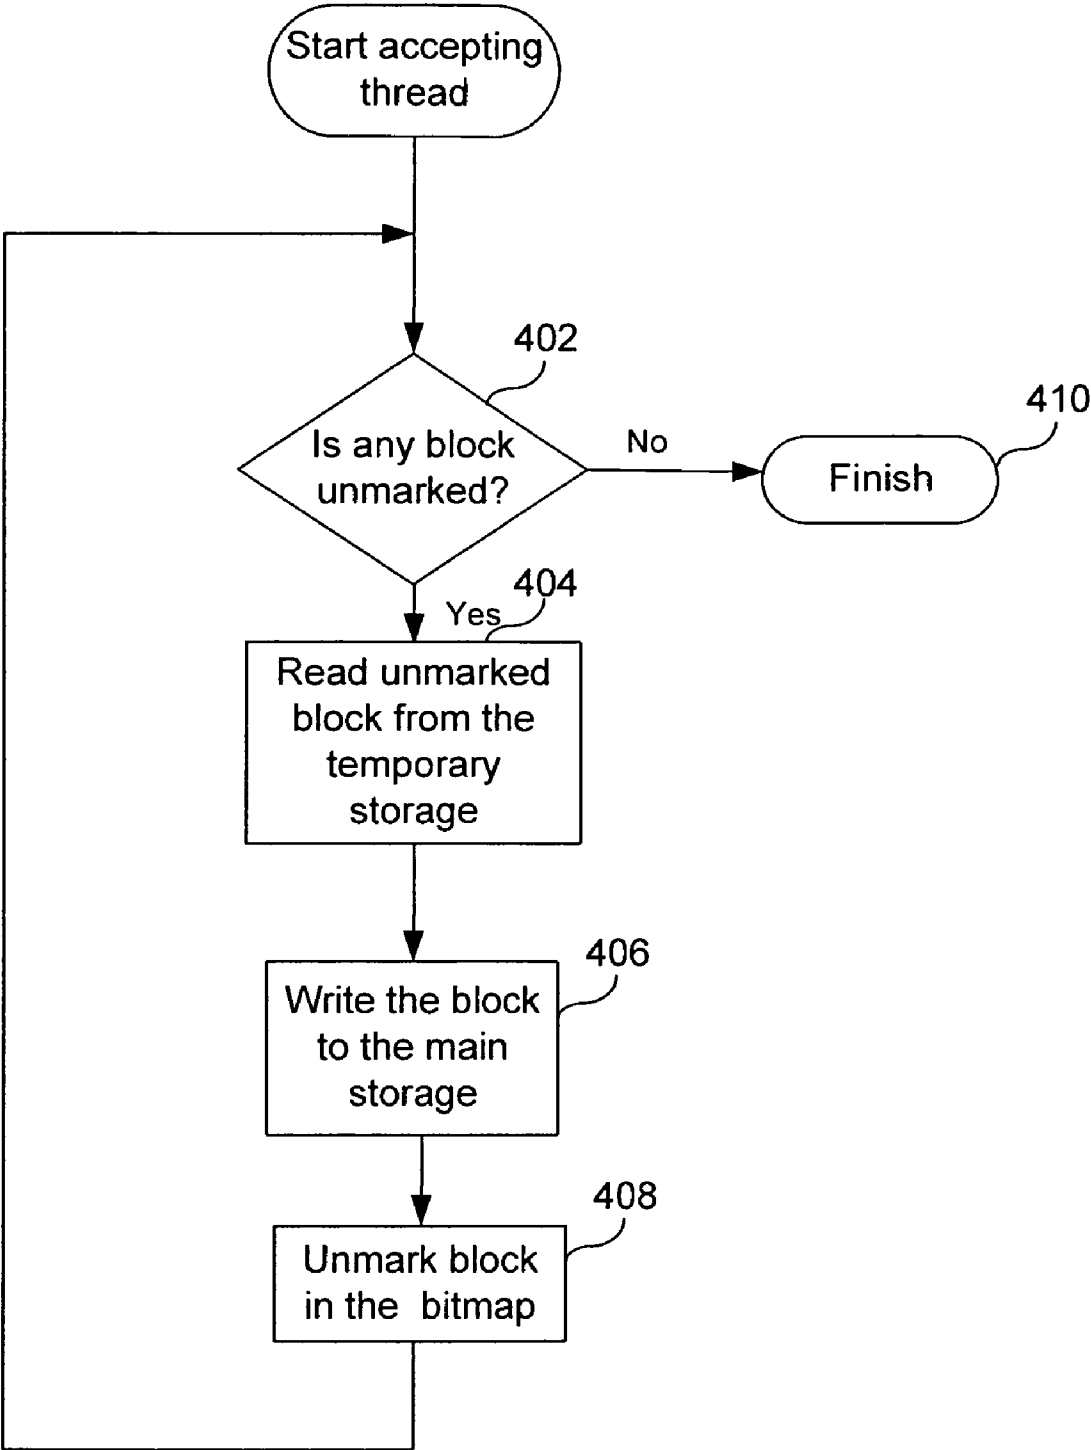 Start accepting
thread
402
Is any block
unmarked?
No
410
Finish
Yes
404
Read unmarked
block from the
temporary
storage
406
Write the block
to the main
storage
408
Unmark block
in the bitmap